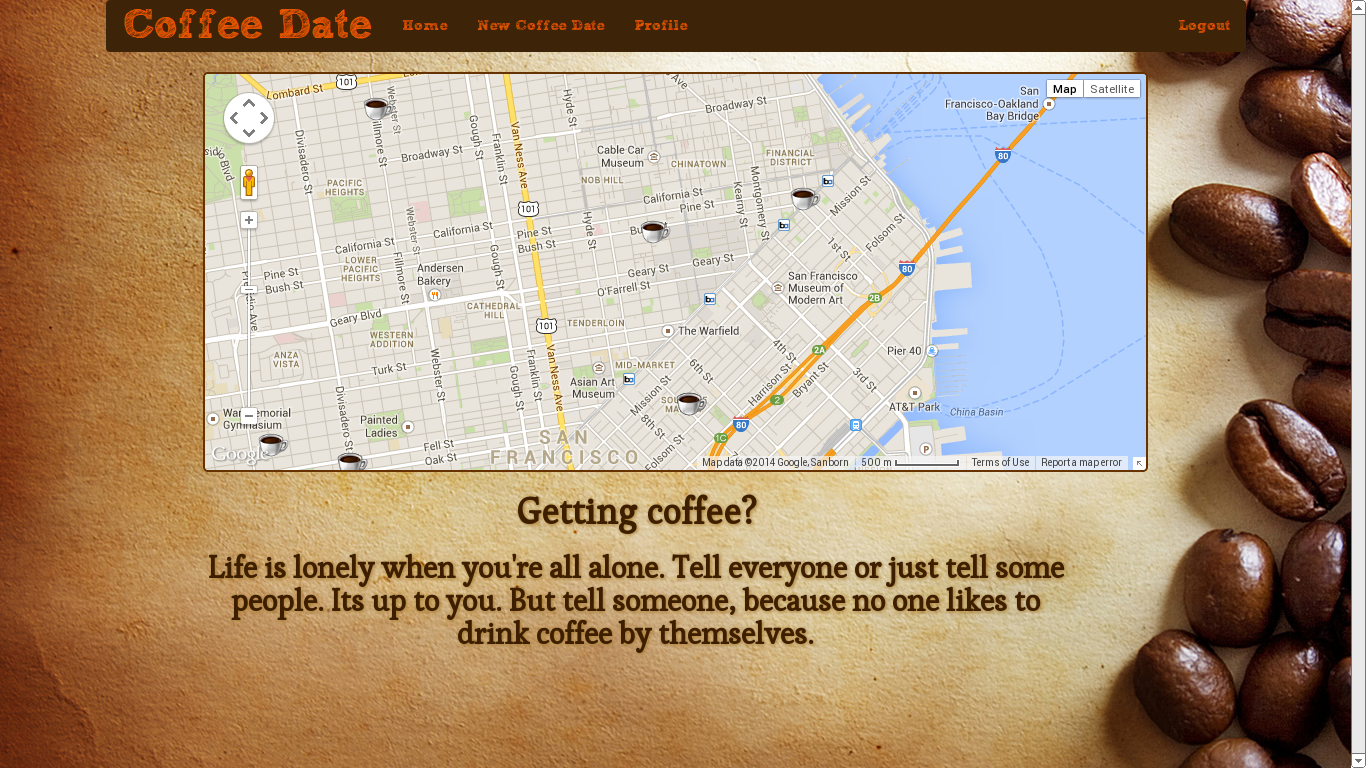 Coffee Date
Home
New Coffee Date
Profile
Logout
Lombard St
101
Webster St
Fillmore St
Divisadero St
Gough St
Franklin St
Van Ness Ave
Hyde St
Broadway St
Broadway St
Cable Car
Museum
CHINATOWN
FINANCIAL
DISTRICT
San
Francisco-Oakland
Bay Bridge
Map
Satellite
80
PACIFIC
HEIGHTS
NOB HILL
California St
Pine St
Kearny St
Montgomery St
Mission St
Folsom St
1st St
101
Hyde St
California St
California St
Pine St
Bush St
Webster St
Fillmore St
Gough St
Pine St
Bush St
LOWER
PACIFIC
HEIGHTS
Andersen
Bakery
Geary St
Geary St
O'Farrell St
San Francisco
Museum of
Modern Art
80
2B
CATHEDRAL
HILL
Geary Blvd
101
TENDERLOIN
The Warfield
WESTERN
ADDITION
ANZA
VISTA
Turk St
Webster St
Gough St
Franklin St
Van Ness Ave
Asian Art
Museum
MID-MARKET
6th St
4th St
2A
Pier 40
Harrison St
Bryant St
3rd St
Mission St
8th St
2
80
1C
AT&T Park
China Basin
Divisadero St
Painted
Ladies
Fell St
Oak St
SAN
FRANCISCO
Folsom St
Google
Map data ©2014 Google, Sanborn
500 m
Terms of Use
Report a map error
Getting coffee?
Life is lonely when you're all alone. Tell everyone or just tell some
people. Its up to you. But tell someone, because no one likes to
drink coffee by themselves.